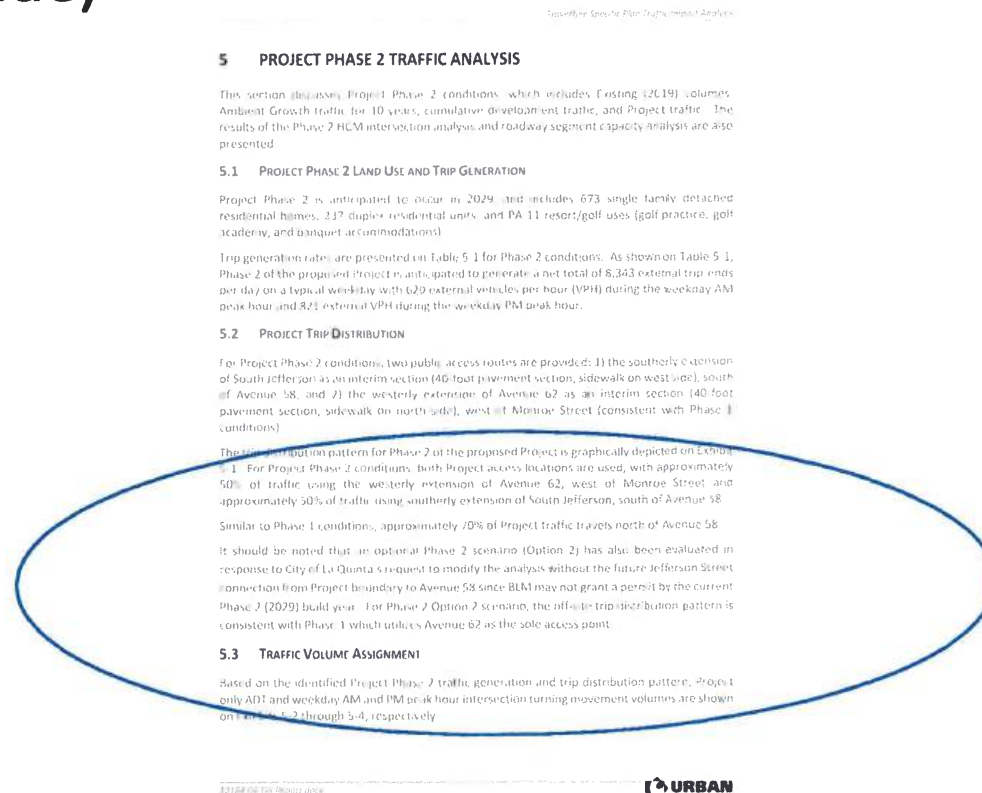 Travertine Specific Plan Traffic Impact Analysis
5 PROJECT PHASE 2 TRAFFIC ANALYSIS
This section discusses Project Phase 2 conditions which includes Existing (2019) volumes
Ambient Growth traffic for 10 years, cumulative development traffic, and Project traffic. The
results of the Phase 2 HCM intersection analysis and roadway segment capacity analysis are also
presented
5.1 PROJECT PHASE 2 LAND USE AND TRIP GENERATION
Project Phase 2 is anticipated to occur in 2029 and includes 673 single family detached
residential homes, 237 duplex residential units, and PA 11 resort/golf uses (golf practice, golf
academy, and banquet accommodations)
Trip generation rates are presented on Table 5-1 for Phase 2 conditions. As shown on Table 5-1,
Phase 2 of the proposed Project is anticipated to generate a net total of 8,343 external trip ends
per day on a typical weekday with 620 external vehicles per hour (VPH) during the weekday AM
peak hour and 821 external VPH during the weekday PM peak hour.
5.2 PROJECT TRIP DISTRIBUTION
For Project Phase 2 conditions, two public access routes are provided: 1) the southerly extension
of South Jefferson as an interim section (40-foot pavement section, sidewalk on west side), south
of Avenue 58, and 2) the westerly extension of Avenue 62 as an interim section (40-foot
pavement section, sidewalk on north side), west of Monroe Street (consistent with Phase 1
conditions)
The trip distribution pattern for Phase 2 of the proposed Project is graphically depicted on Exhibit
5-1 For Project Phase 2 conditions both Project access locations are used, with approximately
50% of traffic using the westerly extension of Avenue 62, west of Monroe Street and
approximately 50% of traffic using southerly extension of South Jefferson, south of Avenue 58
Similar to Phase 1 conditions, approximately 70% of Project traffic travels north of Avenue 58
It should be noted that an optional Phase 2 scenario (Option 2) has also been evaluated in
response to City of La Quinta's request to modify the analysis without the future Jefferson Street
connection from Project boundary to Avenue 58 since BLM may not grant a permit by the current
Phase 2 (2029) build year. For Phase 2 Option 2 scenario, the off-site trip distribution pattern is
consistent with Phase 1 which utilizes Avenue 62 as the sole access point
5.3 TRAFFIC VOLUME ASSIGNMENT
Based on the identified Project Phase 2 traffic generation and trip distribution pattern, Project
only ADT and weekday AM and PM peak hour intersection turning movement volumes are shown
on Exhibits 5-2 through 5-4, respectively
URBAN